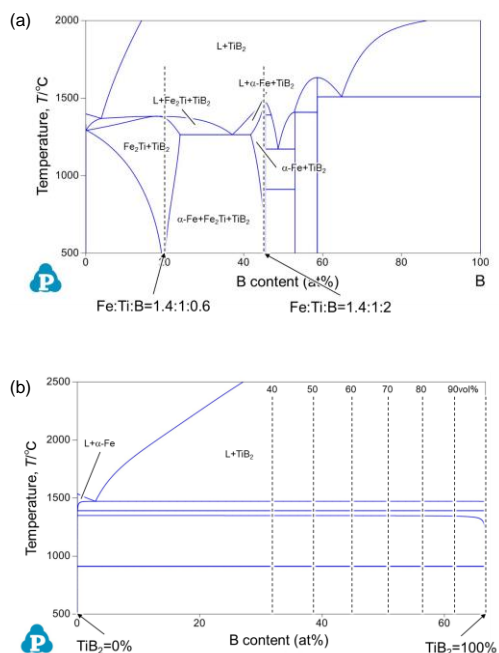 (a)
2000
1500
1000
500
Temperature, T/°C
L+TiB₂
L+Fe₂Ti+TiB₂
L+α-Fe+TiB₂
Fe₂Ti+TiB₂
α-Fe+TiB₂
α-Fe+Fe₂Ti+TiB₂
0 20 40 60 80 100
B content (at%)
B
P
Fe:Ti:B=1.4:1:0.6
Fe:Ti:B=1.4:1:2
(b)
2500
2000
1500
1000
500
Temperature, T/°C
40 50 60 70 80 90vol%
L+α-Fe
L+TiB₂
0 20 40 60
B content (at%)
P
TiB₂=0%
TiB₂=100%